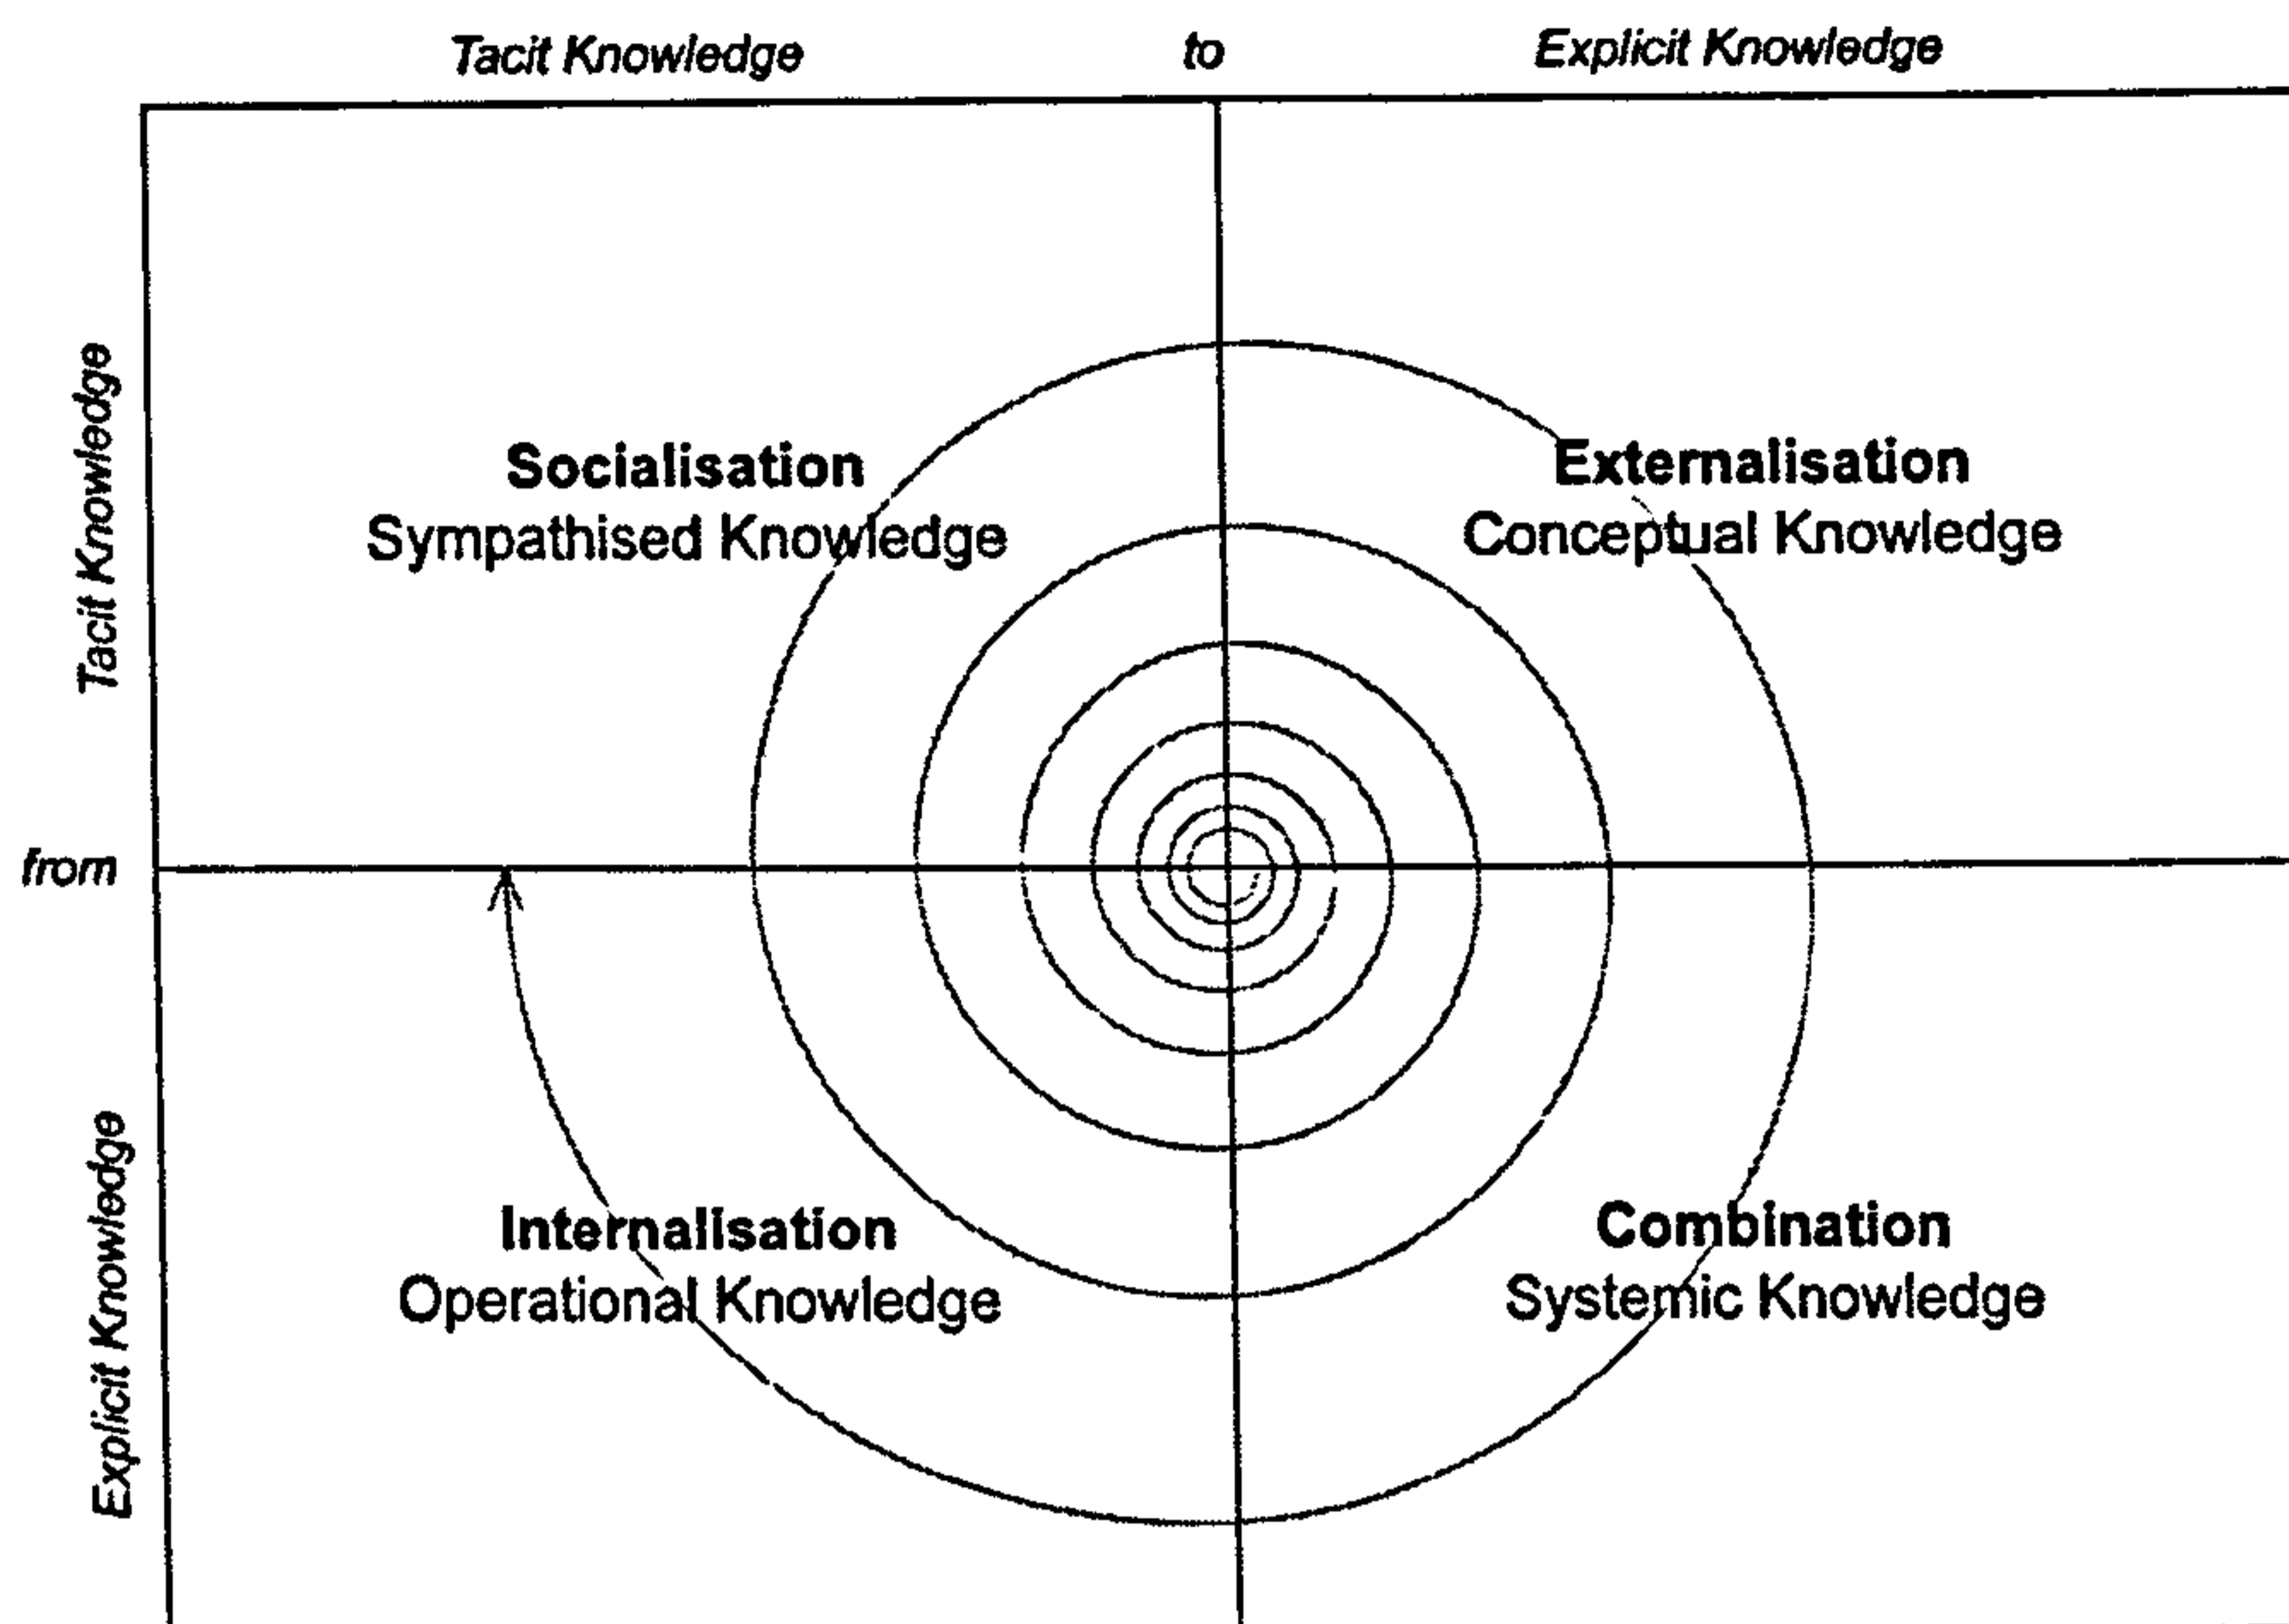 Tacit Knowledge to Explicit Knowledge
Tacit Knowledge
Socialisation
Sympathised Knowledge
Externalisation
Conceptual Knowledge
from
Explicit Knowledge
Internalisation
Operational Knowledge
Combination
Systemic Knowledge